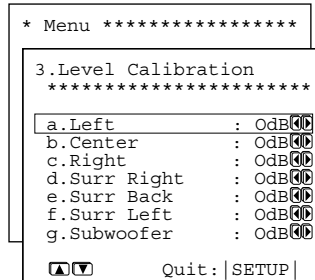 * Menu *****************
3.Level Calibration
***********************
a.Left : 0dB
b.Center : 0dB
c.Right : 0dB
d.Surr Right : 0dB
e.Surr Back : 0dB
f.Surr Left : 0dB
g.Subwoofer : 0dB
Quit:|SETUP|